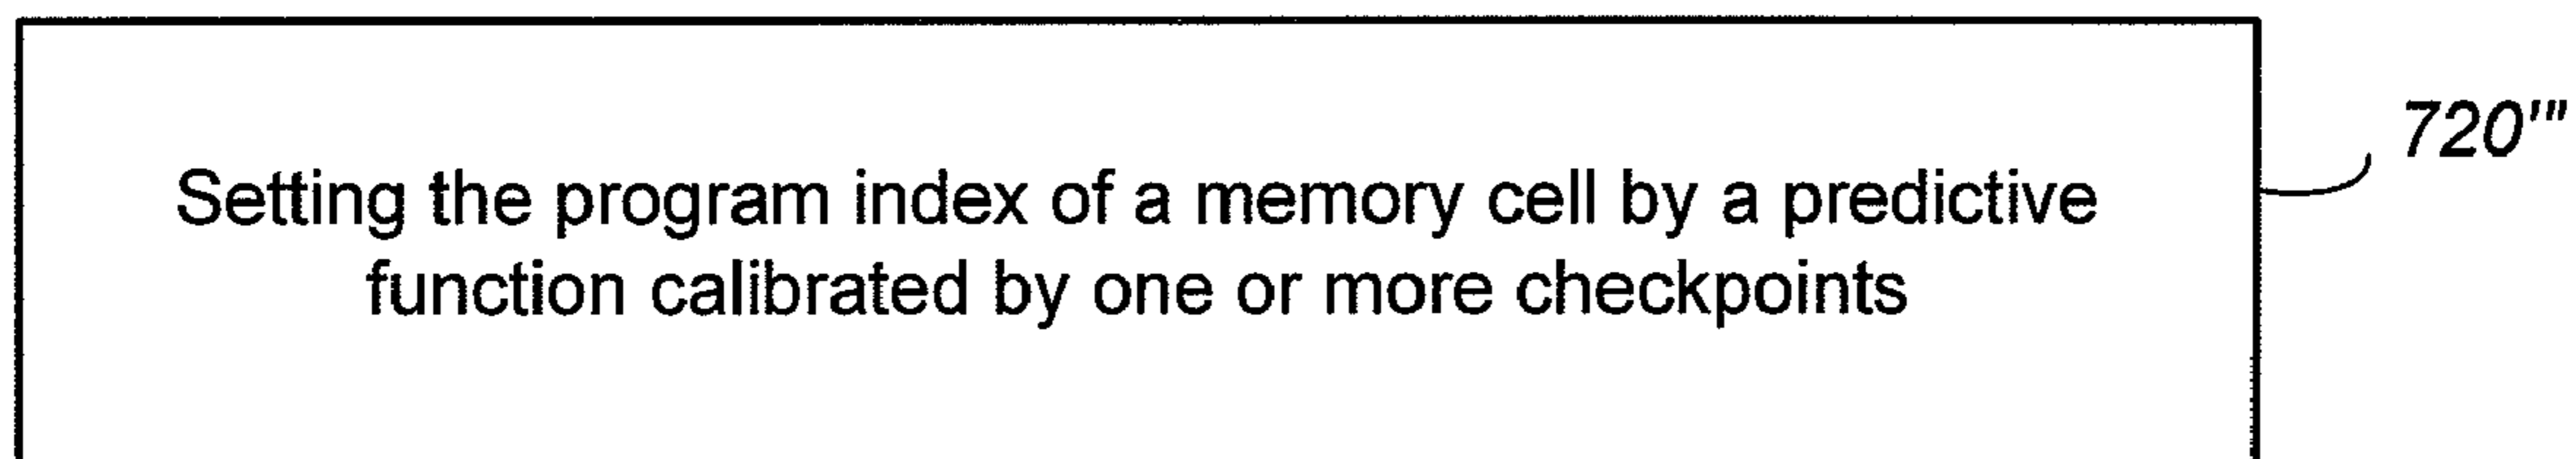 720'''
Setting the program index of a memory cell by a predictive
function calibrated by one or more checkpoints